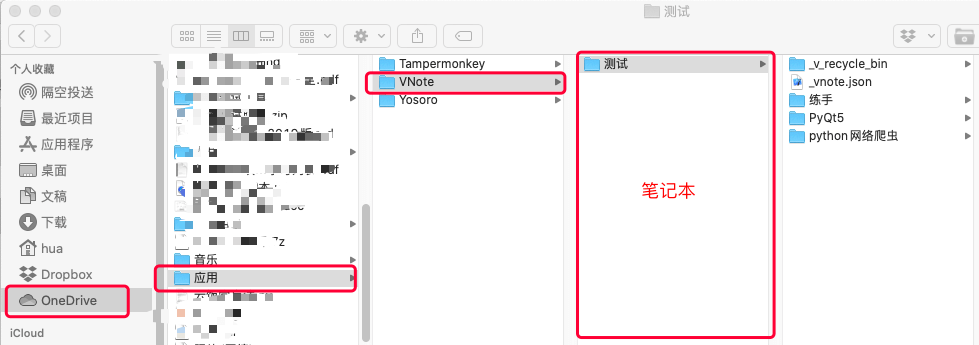 测试
个人收藏
隔空投送
最近项目
应用程序
桌面
文稿
下载
hua
Dropbox
OneDrive
iCloud
音乐
应用
Tampermonkey
VNote
Yosoro
测试
笔记本
_v_recycle_bin
_vnote.json
练手
PyQt5
python网络爬虫